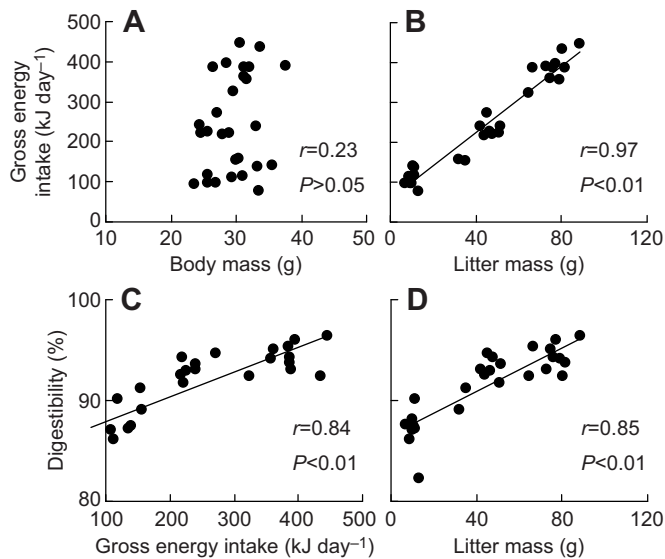 A
B
Gross energy
intake (kJ day–1)
500
400
300
200
100
0
r=0.23
P>0.05
r=0.97
P<0.01
10 20 30 40 50
0 40 80 120
Body mass (g)
Litter mass (g)
C
D
Digestibility (%)
100
90
80
r=0.84
P<0.01
r=0.85
P<0.01
100 200 300 400 500
0 40 80 120
Gross energy intake (kJ day–1)
Litter mass (g)